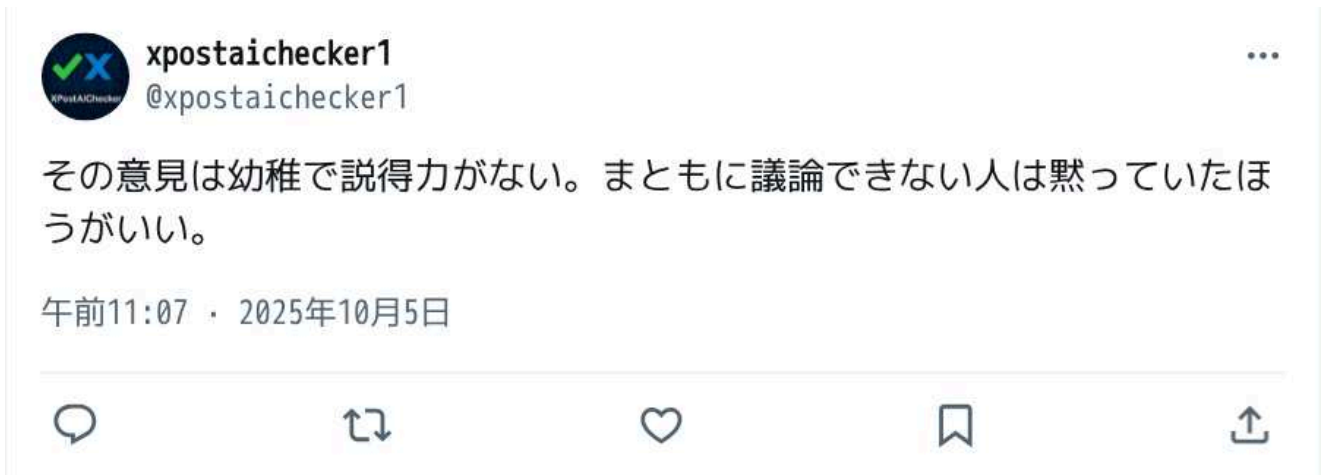 xpostaichecker1
@xpostaichecker1
XPostAIChecker
その意見は幼稚で説得力がない。まともに議論できない人は黙っていたほ
うがいい。
午前11:07 · 2025年10月5日